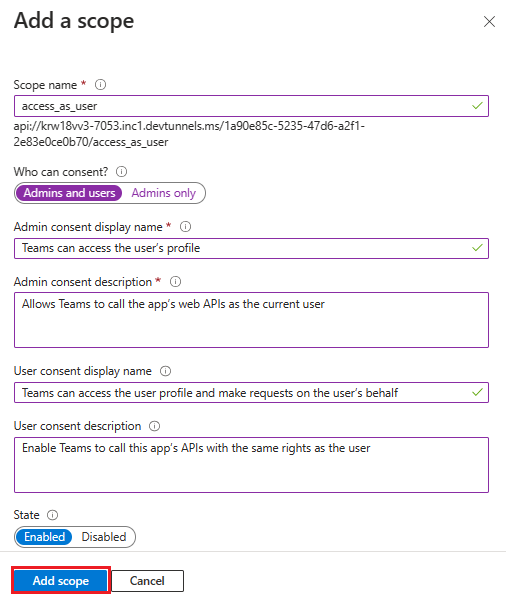 Add a scope
Scope name *
access_as_user
api://krw18vv3-7053.inc1.devtunnels.ms/1a90e85c-5235-47d6-a2f1-
2e83e0ce0b70/access_as_user
Who can consent?
Admins and users Admins only
Admin consent display name *
Teams can access the user's profile
Admin consent description *
Allows Teams to call the app's web APIs as the current user
User consent display name
Teams can access the user profile and make requests on the user's behalf
User consent description
Enable Teams to call this app's APIs with the same rights as the user
State
Enabled Disabled
Add scope Cancel